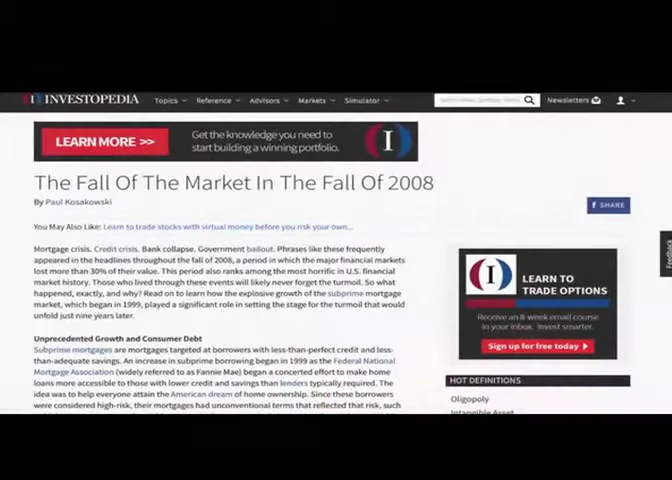 INVESTOPEDIA Topics Reference Advisors Markets Simulator Newsletters
LEARN MORE >>
Get the knowledge you need to
start building a winning portfolio.
The Fall Of The Market In The Fall Of 2008
By Paul Kosakowski
f SHARE
You May Also Like: Learn to trade stocks with virtual money before you risk your own...
Mortgage crisis. Credit crisis. Bank collapse. Government bailout. Phrases like these frequently
appeared in the headlines throughout the fall of 2008, a period in which the major financial markets
lost more than 30% of their value. This period also ranks among the most horrific in U.S. financial
market history. Those who lived through these events will likely never forget the turmoil. So what
happened, exactly, and why? Read on to learn how the explosive growth of the subprime mortgage
market, which began in 1999, played a significant role in setting the stage for the turmoil that would
unfold just nine years later.
Unprecedented Growth and Consumer Debt
Subprime mortgages are mortgages targeted at borrowers with less-than-perfect credit and less-
than-adequate savings. An increase in subprime borrowing began in 1999 as the Federal National
Mortgage Association (widely referred to as Fannie Mae) began a concerted effort to make home
loans more accessible to those with lower credit and savings than lenders typically required. The
idea was to help everyone attain the American dream of home ownership. Since these borrowers
were considered high-risk, their mortgages had unconventional terms that reflected that risk, such
Feedback
LEARN TO
TRADE OPTIONS
Receive an 8-week email course
in your inbox. Invest smarter.
Sign up for free today
HOT DEFINITIONS
Oligopoly
Intangible Asset